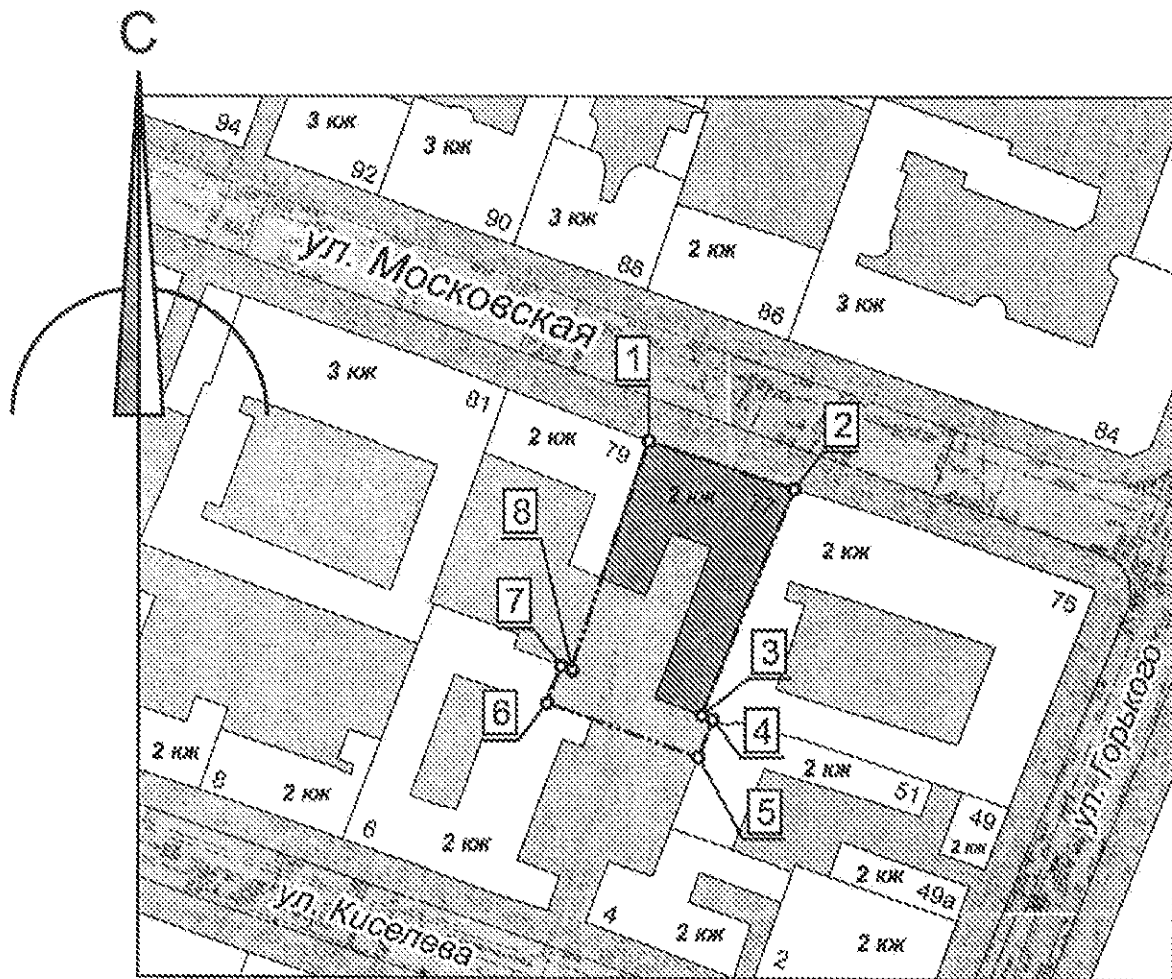 С
94
3 кж
92
3 кж
90
3 кж
88
2 кж
86
3 кж
84
ул. Московская
1
2
3 кж
81
2 кж
79
2 кж
8
7
6
3
4
5
2 кж
75
2 кж
51
49
2 кж
2 кж
49а
ул. Горького
2 кж
8
2 кж
6
2 кж
4
2 кж
2
2 кж
ул. Киселева